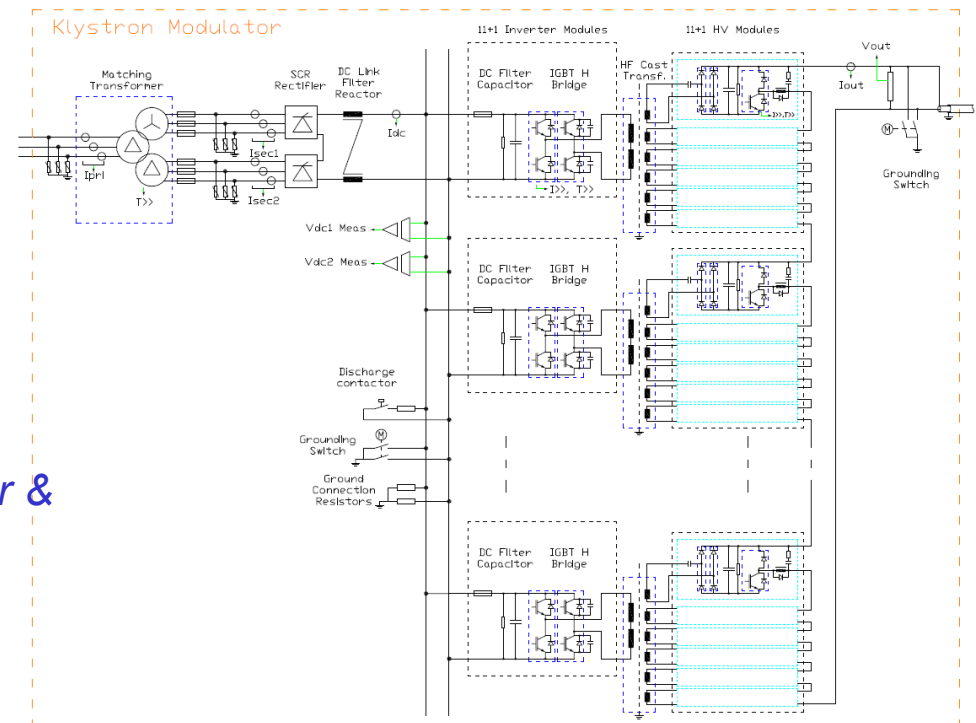 Klystron Modulator
11+1 Inverter Modules
11+1 HV Modules
Matching
Transformer
SCR
Rectifier
DC Link
Filter
Reactor
DC Filter
Capacitor
IGBT H
Bridge
HF Cast
Transf.
Vout
Iout
Idc
Isec1
Ipri
T>>
Isec2
I>>, T>>
I>>,T>>
M
Grounding
Switch
Vdc1 Meas
Vdc2 Meas
DC Filter
Capacitor
IGBT H
Bridge
Discharge
contactor
Grounding
Switch
M
r &
Ground
Connection
Resistors
DC Filter
Capacitor
IGBT H
Bridge